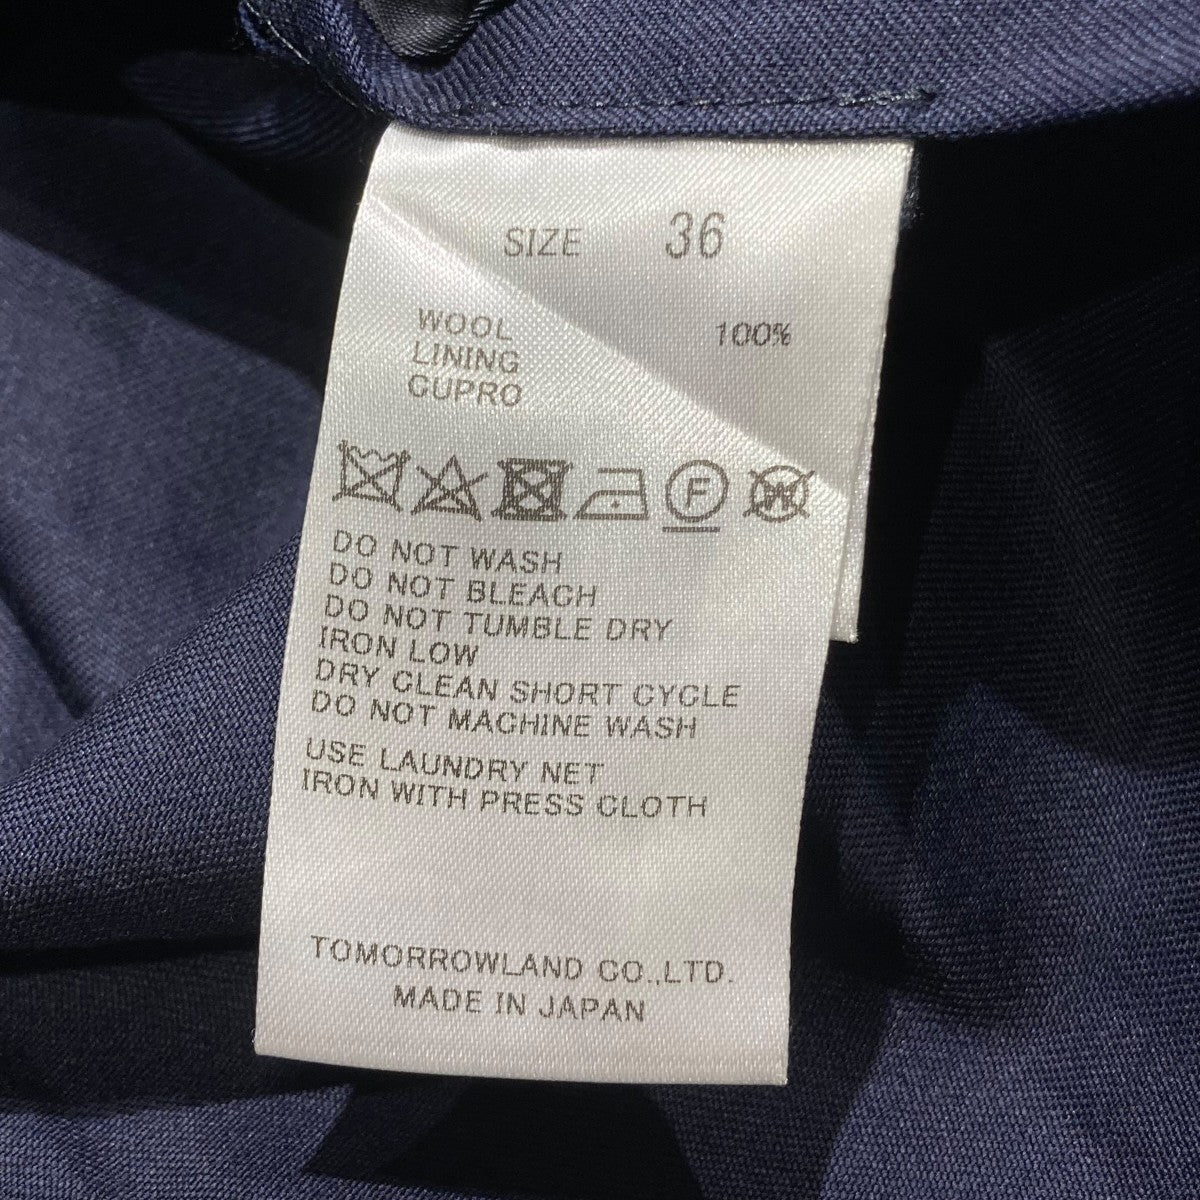 SIZE 36
WOOL 100%
LINING
CUPRO
F
W
DO NOT WASH
DO NOT BLEACH
DO NOT TUMBLE DRY
IRON LOW
DRY CLEAN SHORT CYCLE
DO NOT MACHINE WASH
USE LAUNDRY NET
IRON WITH PRESS CLOTH
TOMORROWLAND CO.,LTD.
MADE IN JAPAN